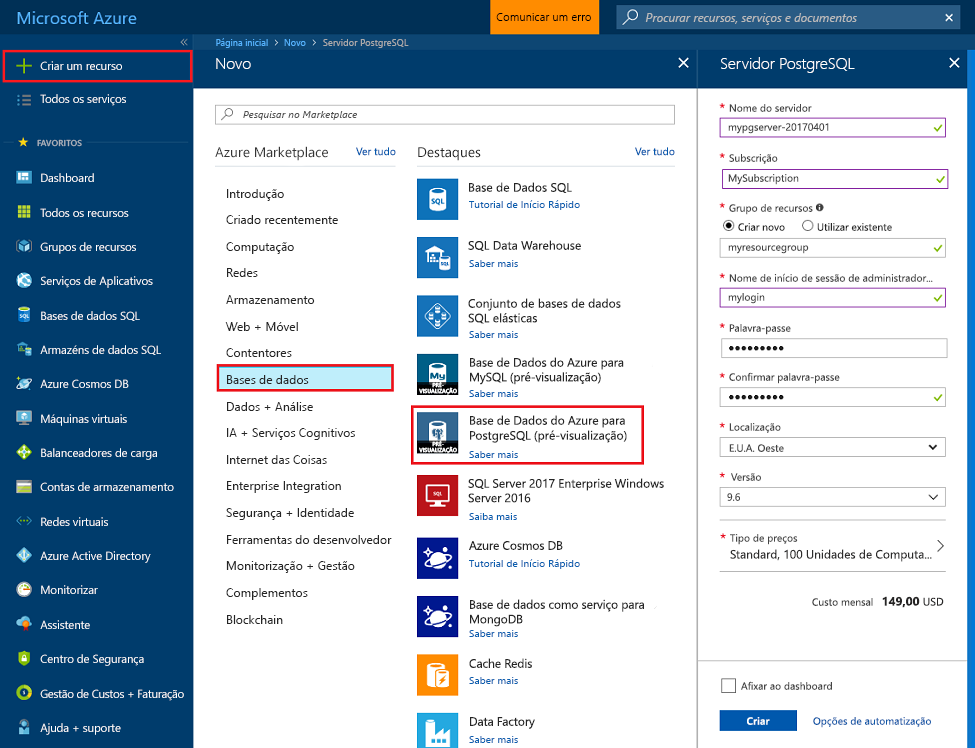 Microsoft Azure
Comunicar um erro
Procurar recursos, serviços e documentos
Página inicial > Novo > Servidor PostgreSQL
Criar um recurso
Todos os serviços
FAVORITOS
Dashboard
Todos os recursos
Grupos de recursos
Serviços de Aplicativos
Bases de dados SQL
Armazéns de dados SQL
Azure Cosmos DB
Máquinas virtuais
Balanceadores de carga
Contas de armazenamento
Redes virtuais
Azure Active Directory
Monitorizar
Assistente
Centro de Segurança
Gestão de Custos + Faturação
Ajuda + suporte
Novo
Pesquisar no Marketplace
Azure Marketplace
Ver tudo
Introdução
Criado recentemente
Computação
Redes
Armazenamento
Web + Móvel
Contentores
Bases de dados
Dados + Análise
IA + Serviços Cognitivos
Internet das Coisas
Enterprise Integration
Segurança + Identidade
Ferramentas do desenvolvedor
Monitorização + Gestão
Complementos
Blockchain
Destaques
Ver tudo
SQL
Base de Dados SQL
Tutorial de Início Rápido
SQL
SQL Data Warehouse
Saber mais
Conjunto de bases de dados
SQL elásticas
Saber mais
My
PRÉ-
VISUALIZAÇÃO
Base de Dados do Azure para
MySQL (pré-visualização)
Saber mais
PRÉ-
VISUALIZAÇÃO
Base de Dados do Azure para
PostgreSQL (pré-visualização)
Saber mais
SQL
SQL Server 2017 Enterprise Windows
Server 2016
Saiba mais
Azure Cosmos DB
Tutorial de Início Rápido
Base de dados como serviço para
MongoDB
Saber mais
Cache Redis
Saber mais
Data Factory
Saber mais
Servidor PostgreSQL
* Nome do servidor
mypgserver-20170401
* Subscrição
MySubscription
* Grupo de recursos
Criar novo Utilizar existente
myresourcegroup
* Nome de início de sessão de administrador...
mylogin
* Palavra-passe
* Confirmar palavra-passe
* Localização
E.U.A. Oeste
* Versão
9.6
* Tipo de preços
Standard, 100 Unidades de Computa...
Custo mensal 149,00 USD
Afixar ao dashboard
Criar
Opções de automatização